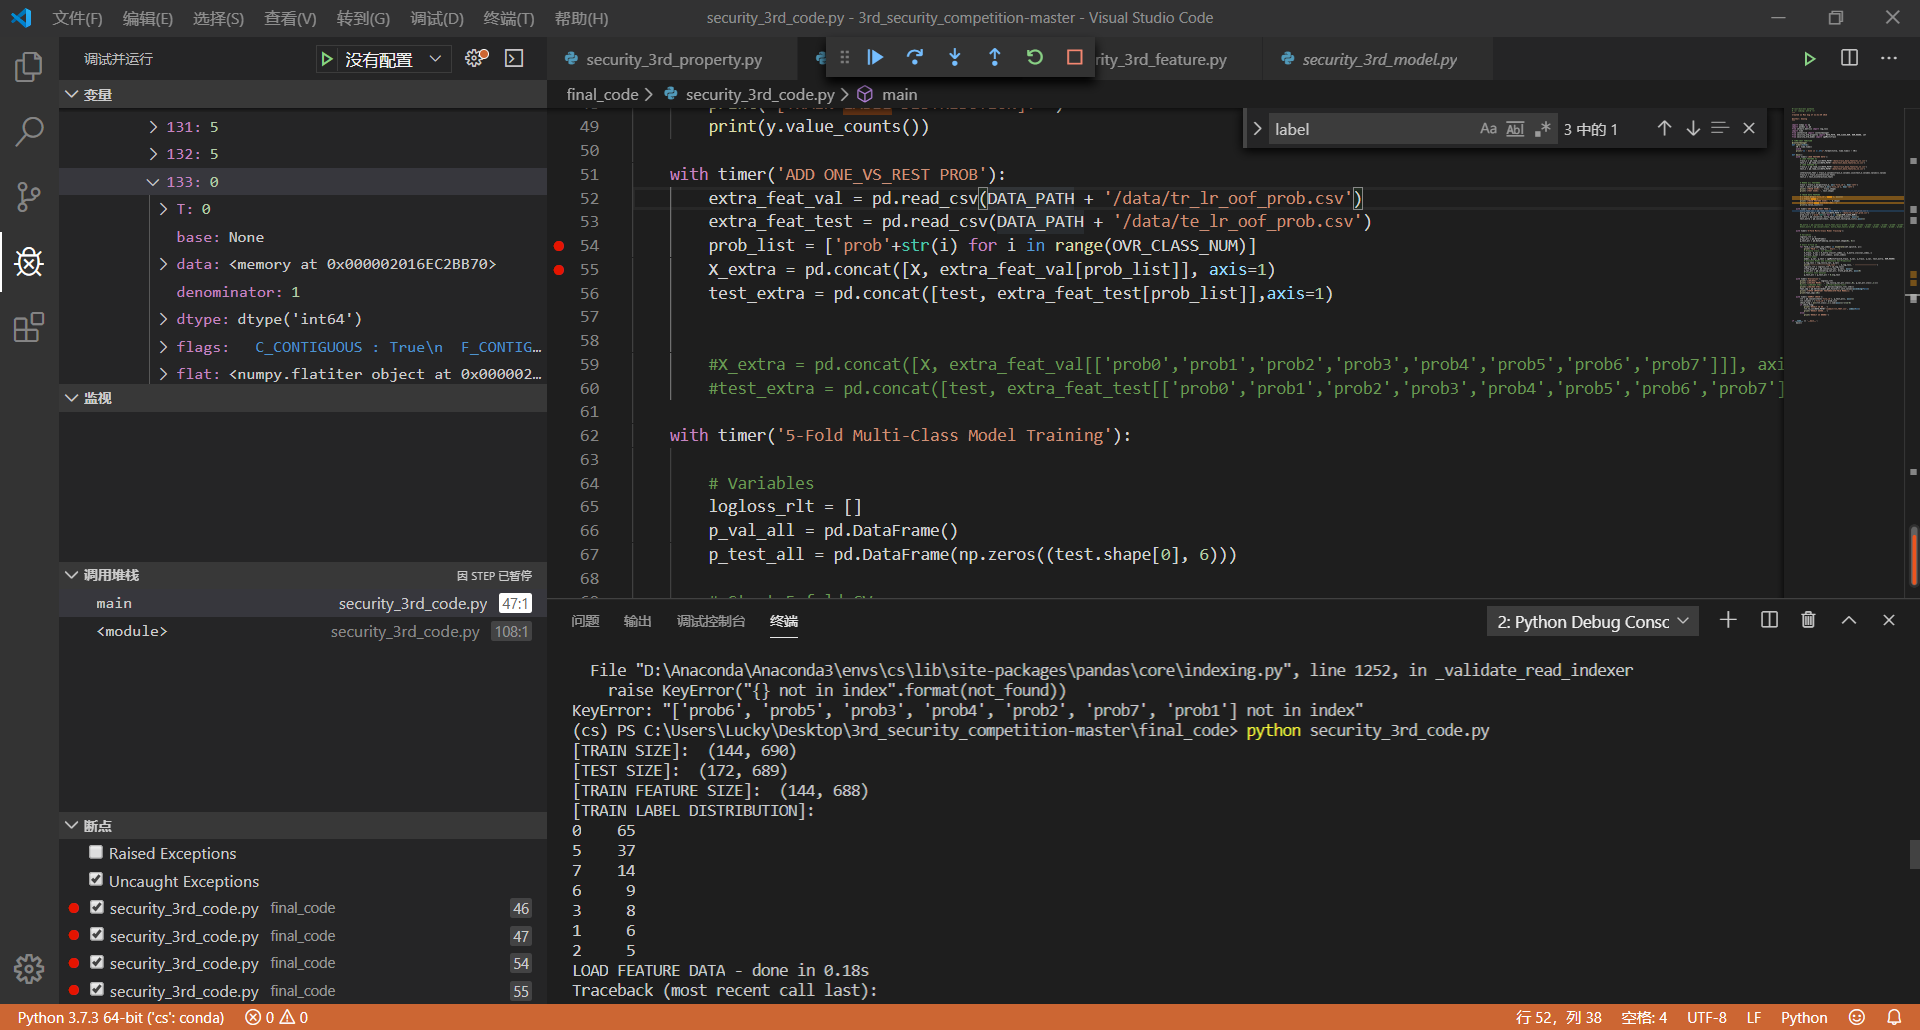 文件(F) 编辑(E) 选择(S) 查看(V) 转到(G) 调试(D) 终端(T) 帮助(H) security_3rd_code.py - 3rd_security_competition-master - Visual Studio Code
调试并运行 没有配置
security_3rd_property.py rity_3rd_feature.py security_3rd_model.py
final_code security_3rd_code.py main
变量
131: 5
132: 5
133: 0
T: 0
base: None
data: <memory at 0x000002016EC2BB70>
denominator: 1
dtype: dtype('int64')
flags: C_CONTIGUOUS : True\n F_CONTIG…
flat: <numpy.flatiter object at 0x000002…
监视
调用堆栈 因 STEP 已暂停
main security_3rd_code.py 47:1
<module> security_3rd_code.py 108:1
断点
Raised Exceptions
Uncaught Exceptions
security_3rd_code.py final_code 46
security_3rd_code.py final_code 47
security_3rd_code.py final_code 54
security_3rd_code.py final_code 55
label Aa Abl .* 3 中的 1
49 print(y.value_counts())
50
51 with timer('ADD ONE_VS_REST PROB'):
52 extra_feat_val = pd.read_csv(DATA_PATH + '/data/tr_lr_oof_prob.csv')
53 extra_feat_test = pd.read_csv(DATA_PATH + '/data/te_lr_oof_prob.csv')
54 prob_list = ['prob'+str(i) for i in range(OVR_CLASS_NUM)]
55 X_extra = pd.concat([X, extra_feat_val[prob_list]], axis=1)
56 test_extra = pd.concat([test, extra_feat_test[prob_list]],axis=1)
57
58
59 #X_extra = pd.concat([X, extra_feat_val[['prob0','prob1','prob2','prob3','prob4','prob5','prob6','prob7']]], axi
60 #test_extra = pd.concat([test, extra_feat_test[['prob0','prob1','prob2','prob3','prob4','prob5','prob6','prob7']
61
62 with timer('5-Fold Multi-Class Model Training'):
63
64 # Variables
65 logloss_rlt = []
66 p_val_all = pd.DataFrame()
67 p_test_all = pd.DataFrame(np.zeros((test.shape[0], 6)))
68
问题 输出 调试控制台 终端 2: Python Debug Consc
File "D:\Anaconda\Anaconda3\envs\cs\lib\site-packages\pandas\core\indexing.py", line 1252, in _validate_read_indexer
raise KeyError("{} not in index".format(not_found))
KeyError: "['prob6', 'prob5', 'prob3', 'prob4', 'prob2', 'prob7', 'prob1'] not in index"
(cs) PS C:\Users\Lucky\Desktop\3rd_security_competition-master\final_code> python security_3rd_code.py
[TRAIN SIZE]: (144, 690)
[TEST SIZE]: (172, 689)
[TRAIN FEATURE SIZE]: (144, 688)
[TRAIN LABEL DISTRIBUTION]:
0 65
5 37
7 14
6 9
3 8
1 6
2 5
LOAD FEATURE DATA - done in 0.18s
Traceback (most recent call last):
Python 3.7.3 64-bit ('cs': conda) 0 0 行 52，列 38 空格: 4 UTF-8 LF Python